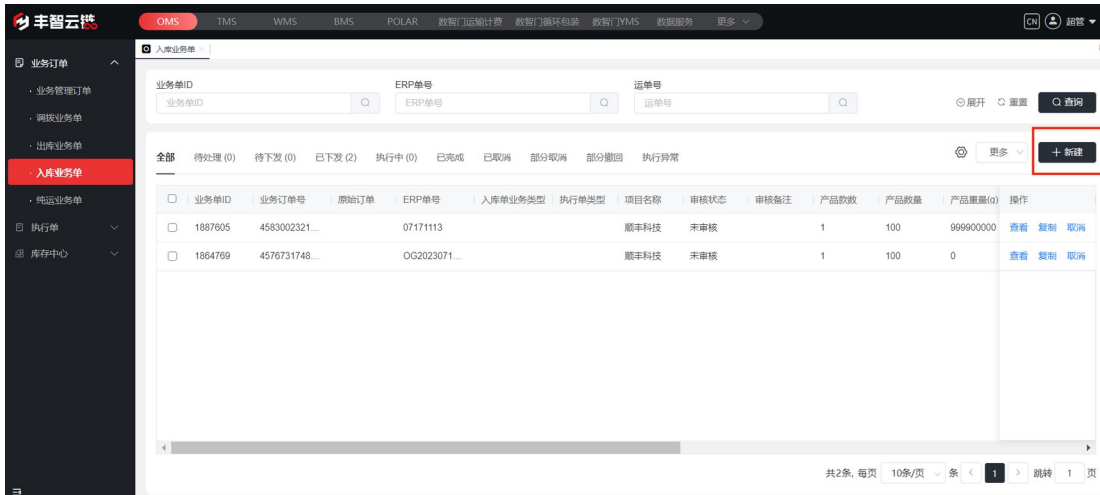 丰智云链
OMS TMS WMS BMS POLAR 数智门运输计费 数智门循环包装 数智门YMS 数据服务 更多
CN 超管
入库业务单
业务订单
业务管理订单
调拨业务单
出库业务单
入库业务单
纯运业务单
执行单
库存中心
业务单ID ERP单号 运单号
业务单ID ERP单号 运单号 展开 重置 查询
全部 待处理 (0) 待下发 (0) 已下发 (2) 执行中 (0) 已完成 已取消 部分取消 部分撤回 执行异常 更多 新建
业务单ID 业务订单号 原始订单 ERP单号 入库单业务类型 执行单类型 项目名称 审核状态 审核备注 产品款数 产品数量 产品重量(g) 操作
1887605 4583002321... 07171113 顺丰科技 未审核 1 100 999900000 查看 复制 取消
1864769 4576731748... OG2023071... 顺丰科技 未审核 1 100 0 查看 复制 取消
共2条, 每页 10条/页 条 1 跳转 1 页